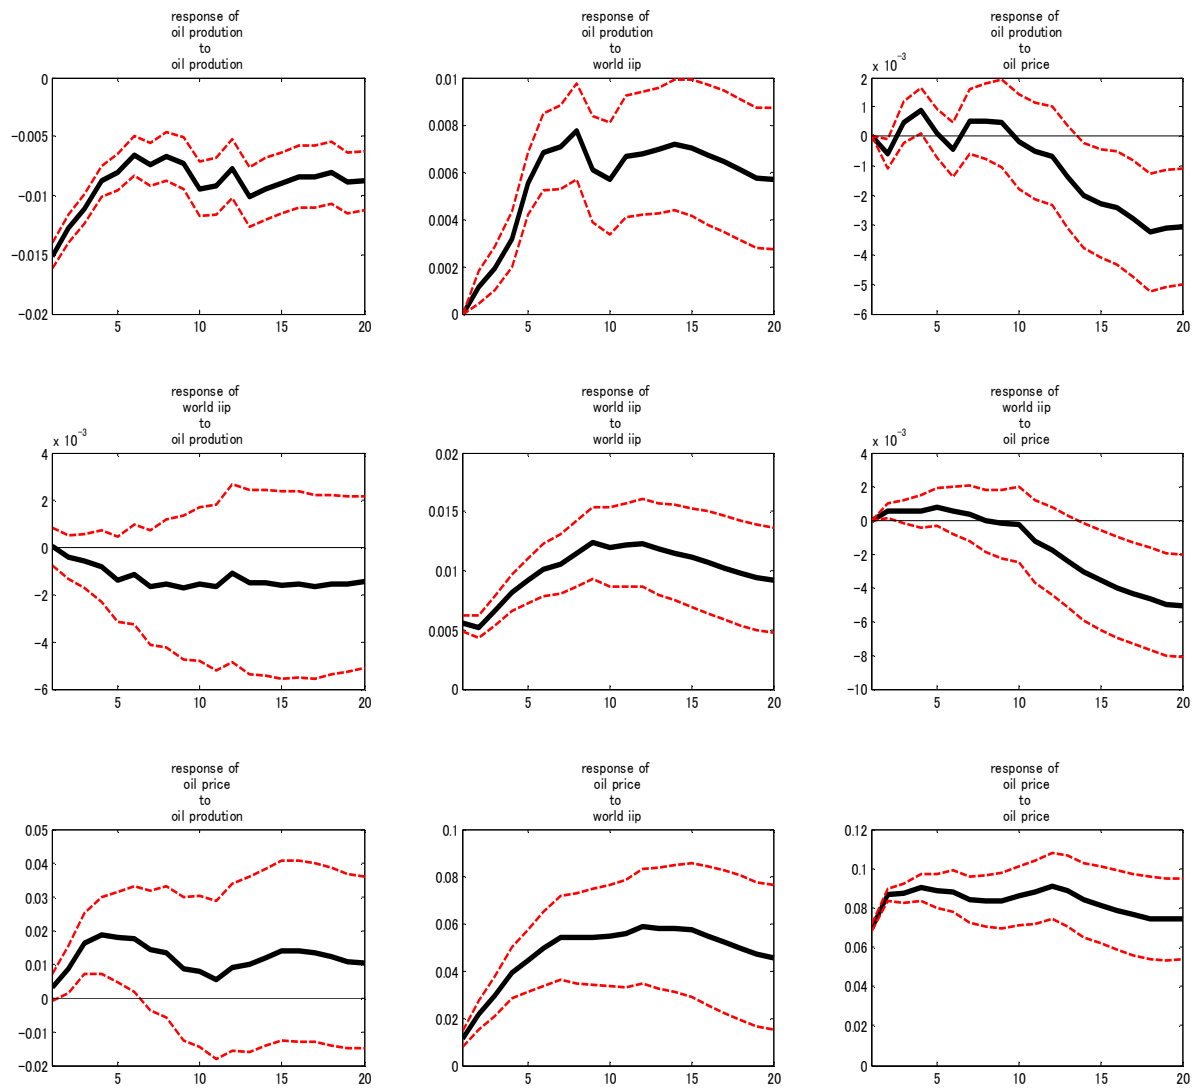 response of
oil prodution
to
oil prodution
0
-0.005
-0.01
-0.015
-0.02
5
10
15
20
response of
oil prodution
to
world iip
0.01
0.008
0.006
0.004
0.002
0
5
10
15
20
response of
oil prodution
to
oil price
x 10^-3
2
1
0
-1
-2
-3
-4
-5
-6
5
10
15
20
response of
world iip
to
oil prodution
x 10^-3
4
2
0
-2
-4
-6
5
10
15
20
response of
world iip
to
world iip
0.02
0.015
0.01
0.005
0
5
10
15
20
response of
world iip
to
oil price
x 10^-3
4
2
0
-2
-4
-6
-8
-10
5
10
15
20
response of
oil price
to
oil prodution
0.05
0.04
0.03
0.02
0.01
0
-0.01
-0.02
5
10
15
20
response of
oil price
to
world iip
0.1
0.08
0.06
0.04
0.02
0
5
10
15
20
response of
oil price
to
oil price
0.12
0.1
0.08
0.06
0.04
0.02
0
5
10
15
20